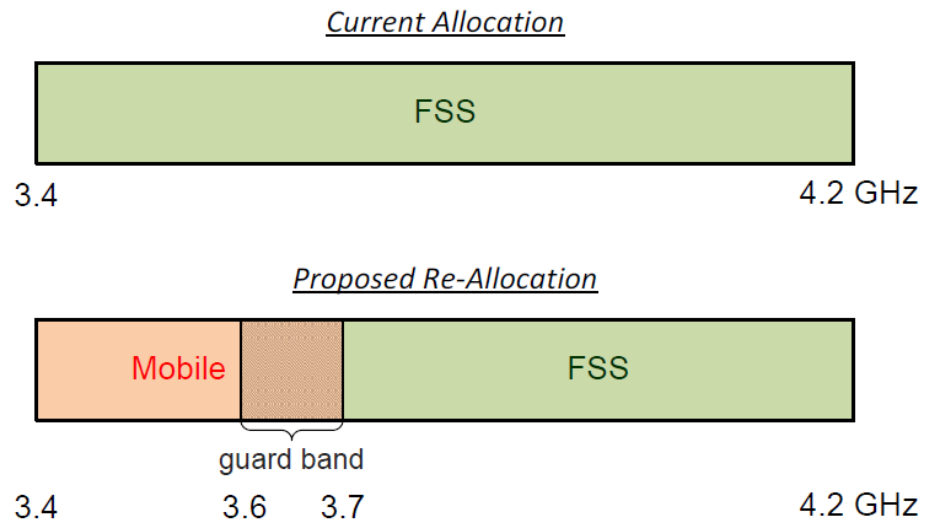 Current Allocation
FSS
3.4 4.2 GHz
Proposed Re-Allocation
Mobile FSS
guard band
3.4 3.6 3.7 4.2 GHz